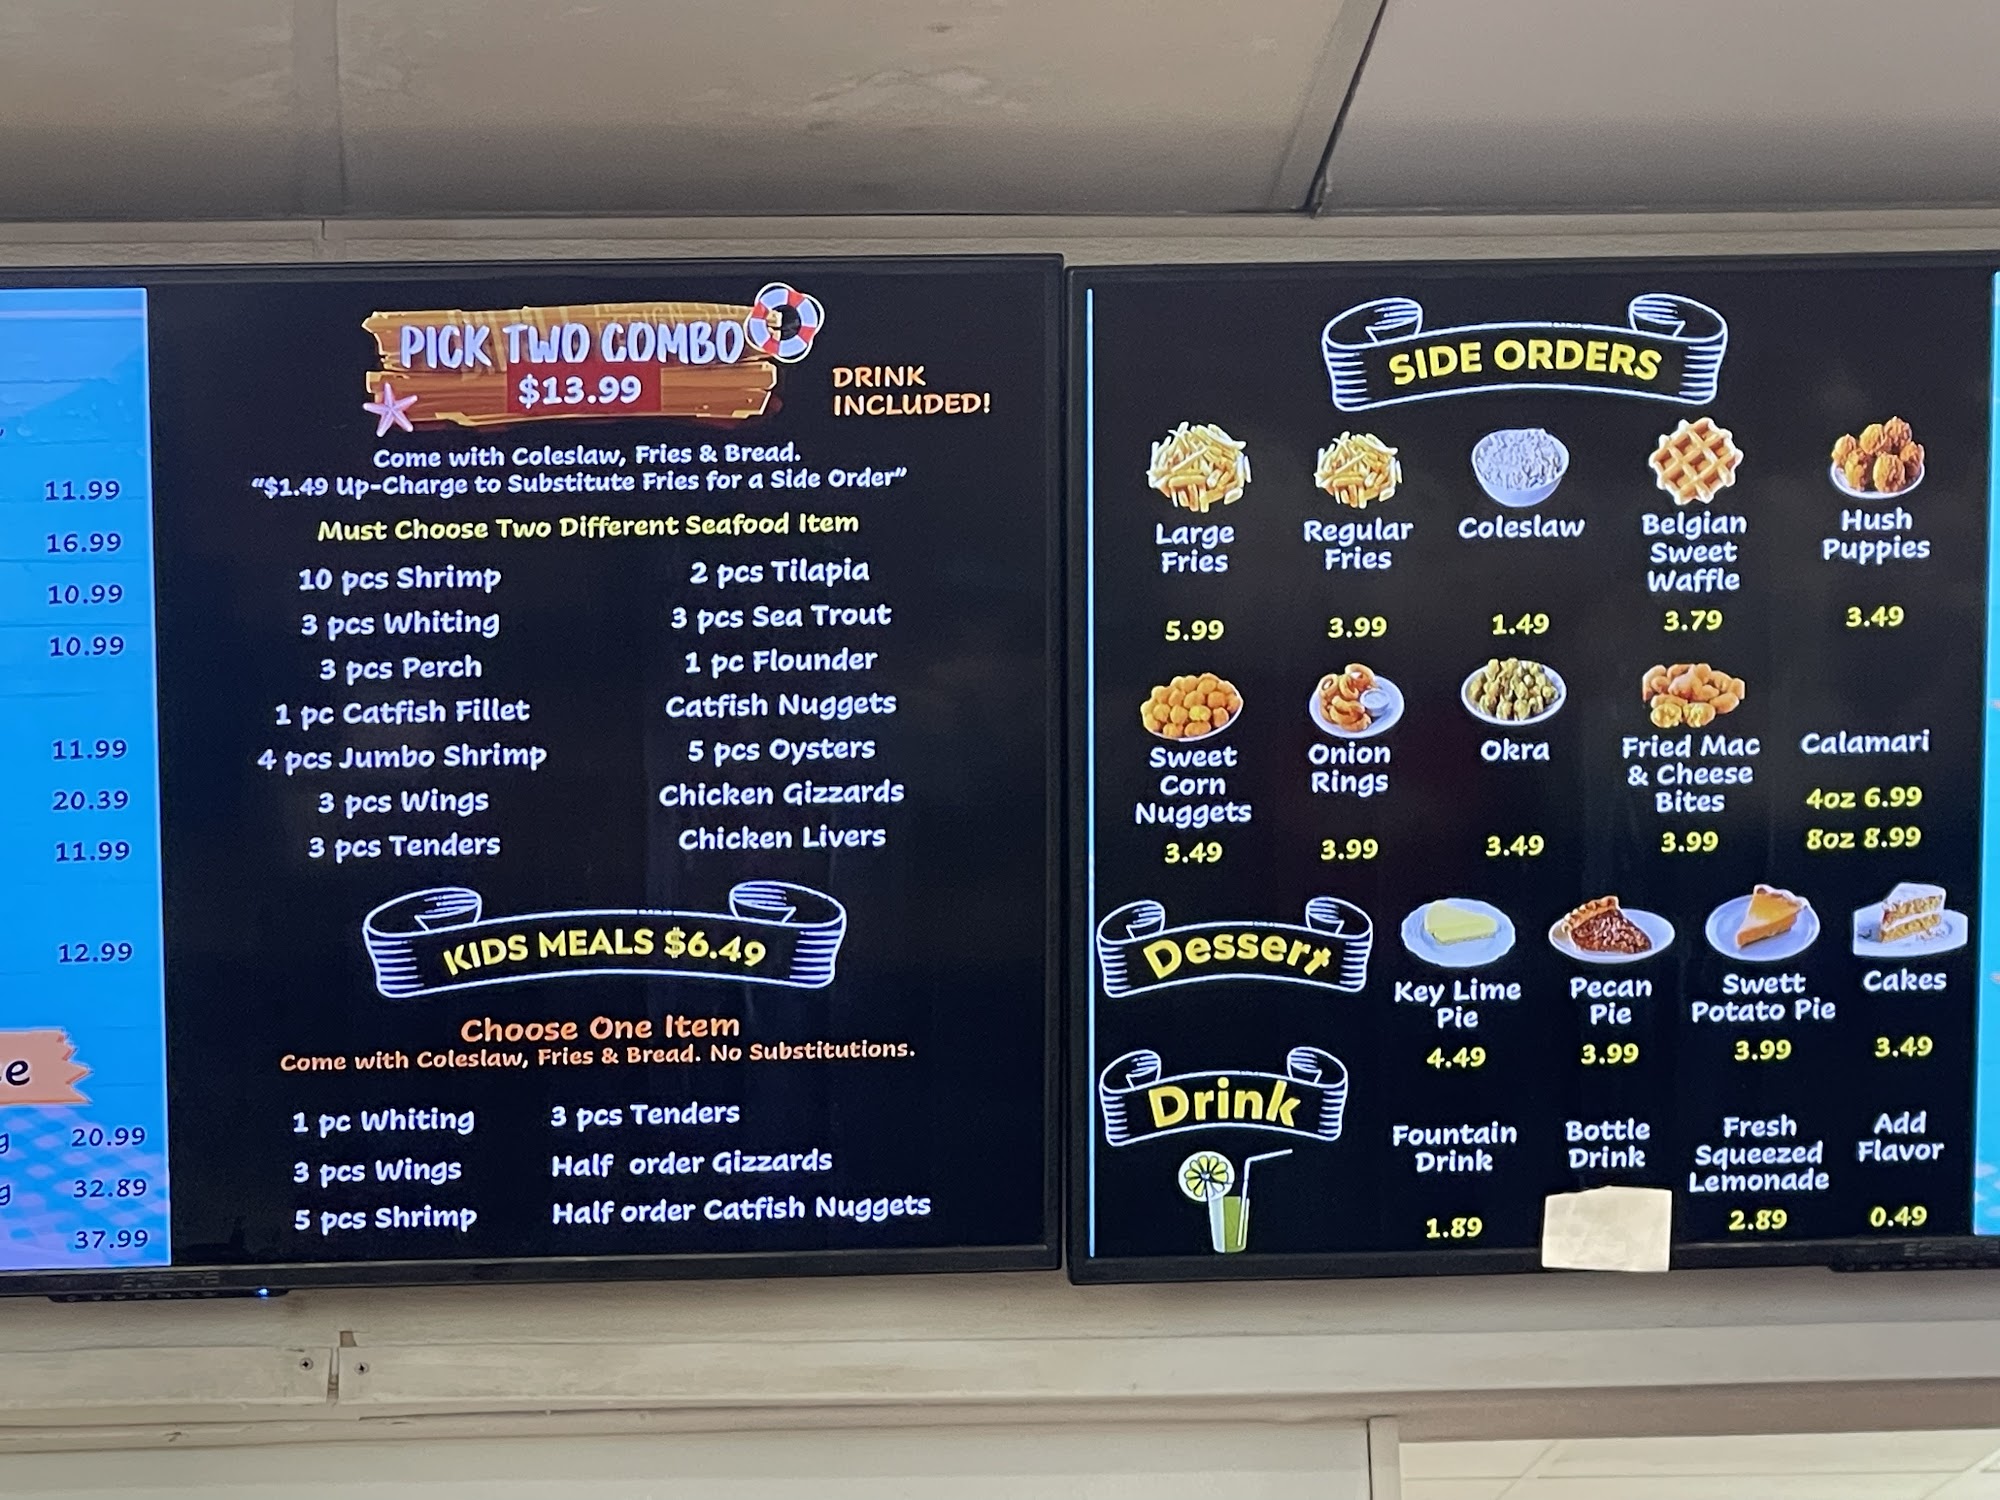 11.99
16.99
10.99
10.99
11.99
20.39
11.99
12.99
e
g 20.99
g 32.89
37.99
PICK TWO COMBO
$13.99
DRINK
INCLUDED!
Come with Coleslaw, Fries & Bread.
"$1.49 Up-Charge to Substitute Fries for a Side Order"
Must Choose Two Different Seafood Item
10 pcs Shrimp
3 pcs Whiting
3 pcs Perch
1 pc Catfish Fillet
4 pcs Jumbo Shrimp
3 pcs Wings
3 pcs Tenders
2 pcs Tilapia
3 pcs Sea Trout
1 pc Flounder
Catfish Nuggets
5 pcs Oysters
Chicken Gizzards
Chicken Livers
KIDS MEALS $6.49
Choose One Item
Come with Coleslaw, Fries & Bread. No Substitutions.
1 pc Whiting
3 pcs Wings
5 pcs Shrimp
3 pcs Tenders
Half order Gizzards
Half order Catfish Nuggets
SIDE ORDERS
Large
Fries
5.99
Regular
Fries
3.99
Coleslaw
1.49
Belgian
Sweet
Waffle
3.79
Hush
Puppies
3.49
Sweet
Corn
Nuggets
3.49
Onion
Rings
3.99
Okra
3.49
Fried Mac
& Cheese
Bites
3.99
Calamari
4oz 6.99
8oz 8.99
Dessert
Key Lime
Pie
4.49
Pecan
Pie
3.99
Swett
Potato Pie
3.99
Cakes
3.49
Drink
Fountain
Drink
1.89
Bottle
Drink
Fresh
Squeezed
Lemonade
2.89
Add
Flavor
0.49